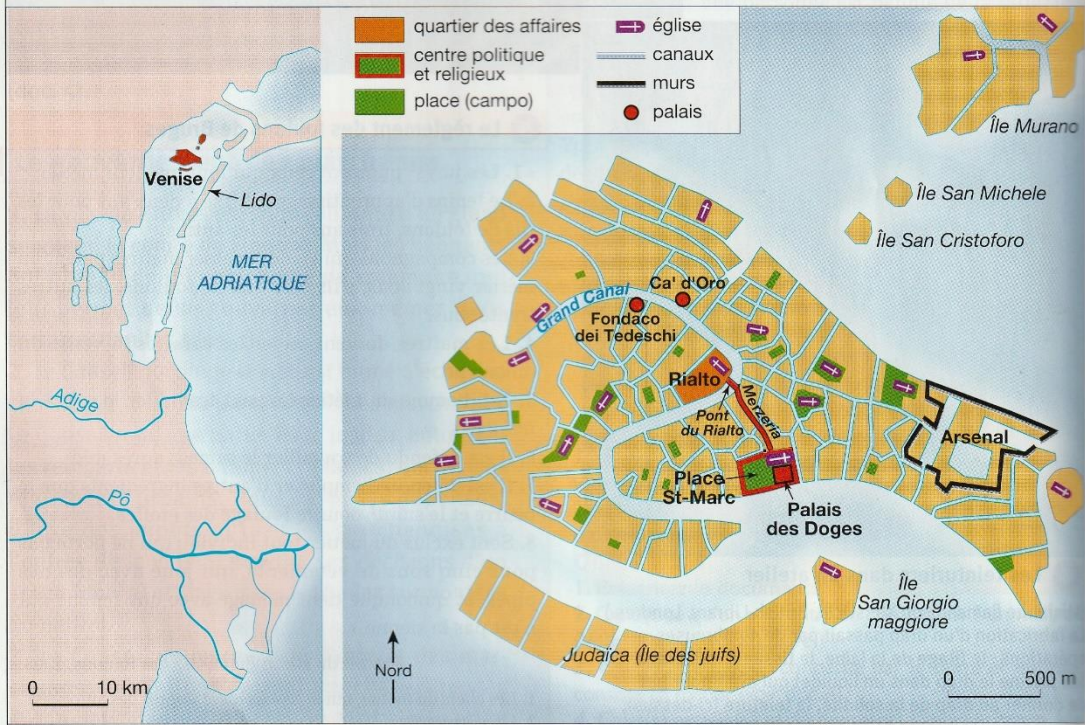 quartier des affaires
centre politique
et religieux
place (campo)
église
canaux
murs
palais
Venise
Lido
MER
ADRIATIQUE
Adige
Pô
0 10 km
Île Murano
Île San Michele
Île San Cristoforo
Ca' d'Oro
Grand Canal
Fondaco
dei Tedeschi
Rialto
Merzeria
Pont
du Rialto
Arsenal
Place
St-Marc
Palais
des Doges
Île
San Giorgio
maggiore
Judaïca (Île des juifs)
Nord
0 500 m